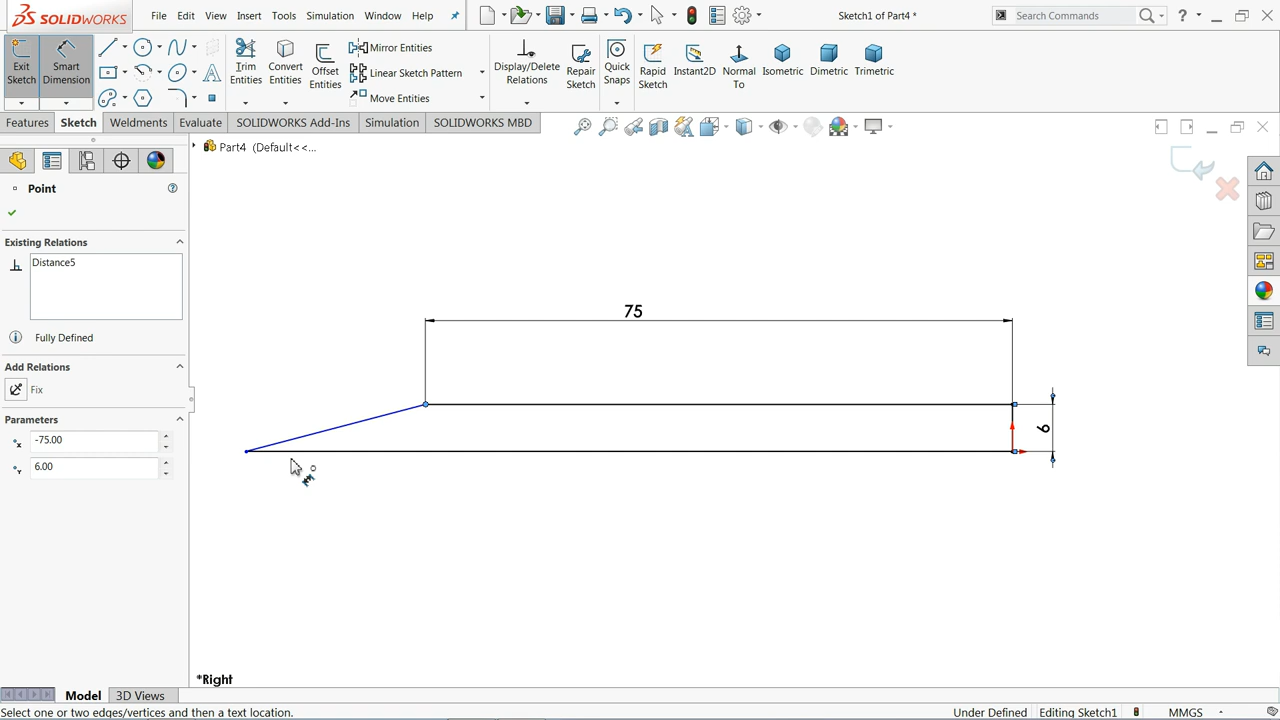 SOLIDWORKS
File Edit View Insert Tools Simulation Window Help
Sketch1 of Part4 *
Search Commands
?
Exit Sketch
Smart Dimension
Trim Entities
Convert Entities
Offset Entities
Mirror Entities
Linear Sketch Pattern
Move Entities
Display/Delete Relations
Repair Sketch
Quick Snaps
Rapid Sketch
Instant2D
Normal To
Isometric
Dimetric
Trimetric
Features Sketch Weldments Evaluate SOLIDWORKS Add-Ins Simulation SOLIDWORKS MBD
Part4 (Default<<...
Point
Existing Relations
Distance5
Fully Defined
Add Relations
Fix
Parameters
-75.00
6.00
75
6
*Right
Model 3D Views
Select one or two edges/vertices and then a text location.
Under Defined Editing Sketch1 MMGS